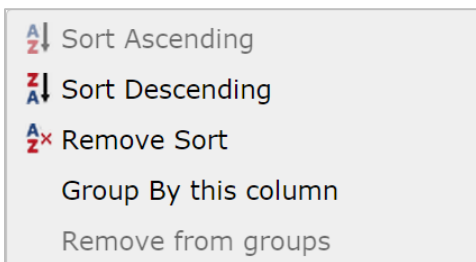 Sort Ascending
Sort Descending
Remove Sort
Group By this column
Remove from groups